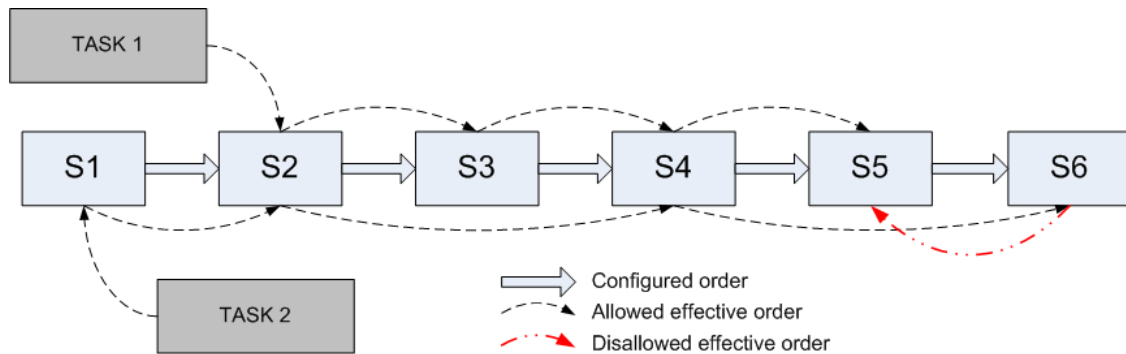 TASK 1
S1
S2
S3
S4
S5
S6
TASK 2
Configured order
Allowed effective order
Disallowed effective order